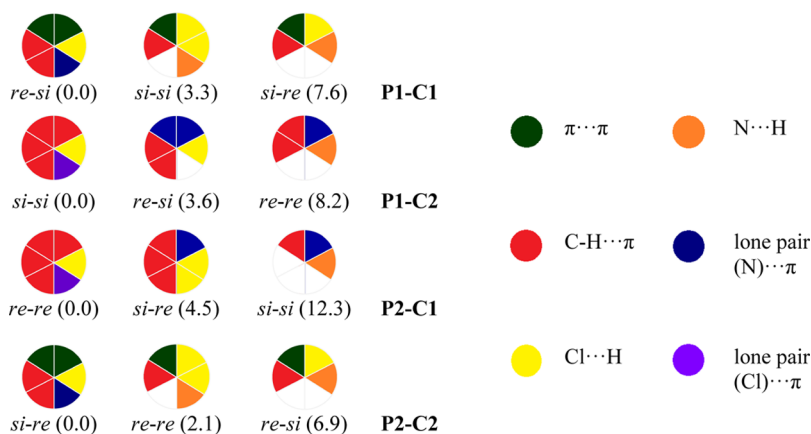 re-si (0.0) si-si (3.3) si-re (7.6) P1-C1
si-si (0.0) re-si (3.6) re-re (8.2) P1-C2
re-re (0.0) si-re (4.5) si-si (12.3) P2-C1
si-re (0.0) re-re (2.1) re-si (6.9) P2-C2
π···π
N···H
C-H···π
lone pair
(N)···π
Cl···H
lone pair
(Cl)···π